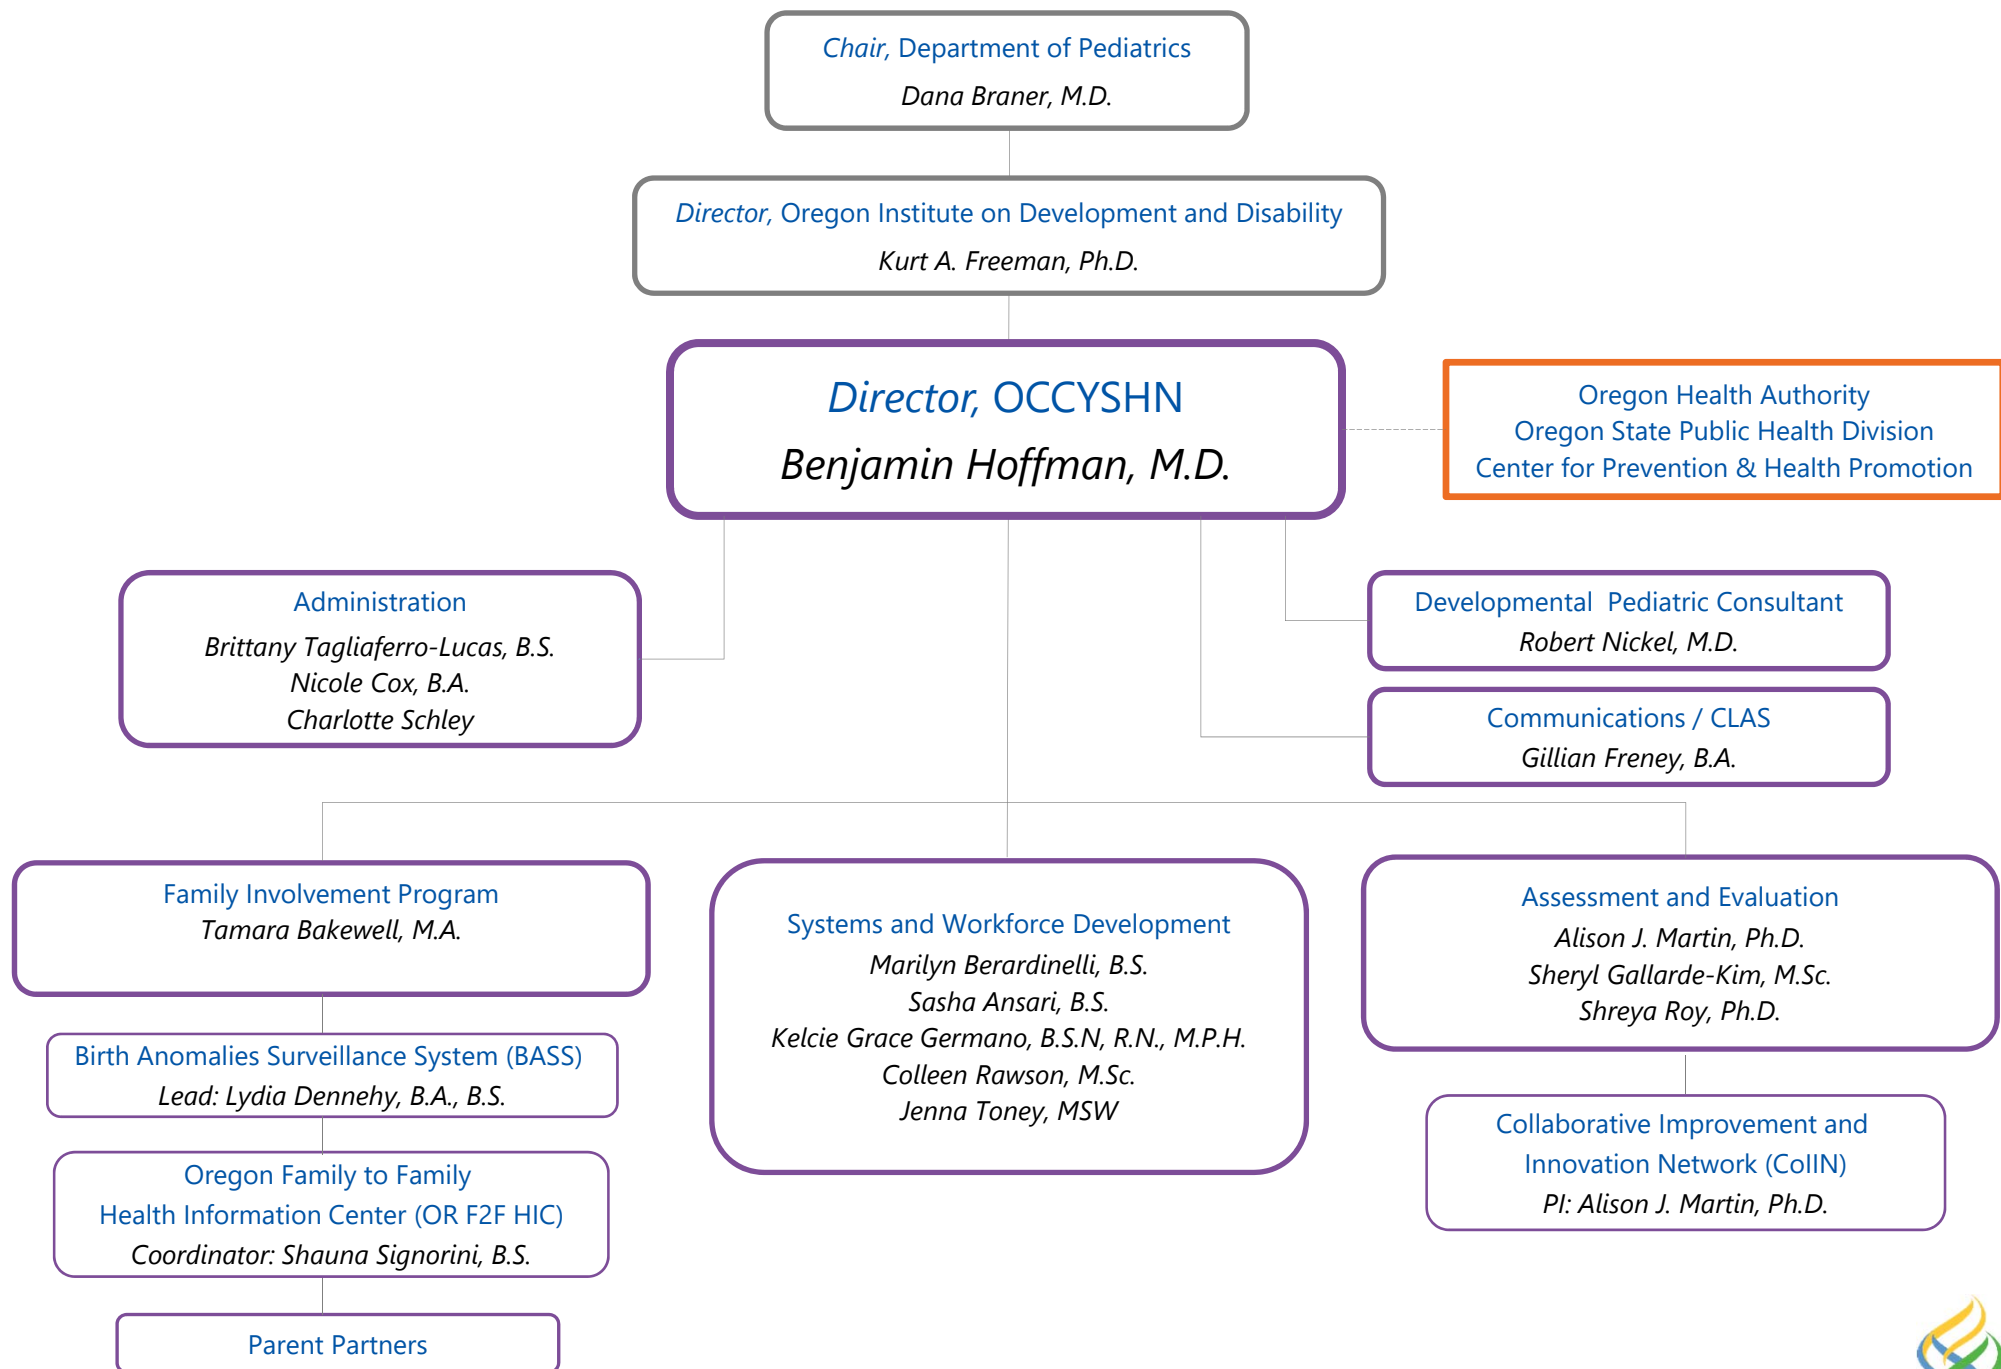 Chair, Department of Pediatrics
Dana Braner, M.D.
Director, Oregon Institute on Development and Disability
Kurt A. Freeman, Ph.D.
Director, OCCYSHN
Benjamin Hoffman, M.D.
Oregon Health Authority
Oregon State Public Health Division
Center for Prevention & Health Promotion
Administration
Brittany Tagliaferro-Lucas, B.S.
Nicole Cox, B.A.
Charlotte Schley
Developmental Pediatric Consultant
Robert Nickel, M.D.
Communications / CLAS
Gillian Freney, B.A.
Family Involvement Program
Tamara Bakewell, M.A.
Birth Anomalies Surveillance System (BASS)
Lead: Lydia Dennehy, B.A., B.S.
Oregon Family to Family
Health Information Center (OR F2F HIC)
Coordinator: Shauna Signorini, B.S.
Parent Partners
Systems and Workforce Development
Marilyn Berardinelli, B.S.
Sasha Ansari, B.S.
Kelcie Grace Germano, B.S.N, R.N., M.P.H.
Colleen Rawson, M.Sc.
Jenna Toney, MSW
Assessment and Evaluation
Alison J. Martin, Ph.D.
Sheryl Gallarde-Kim, M.Sc.
Shreya Roy, Ph.D.
Collaborative Improvement and
Innovation Network (CoIIN)
PI: Alison J. Martin, Ph.D.